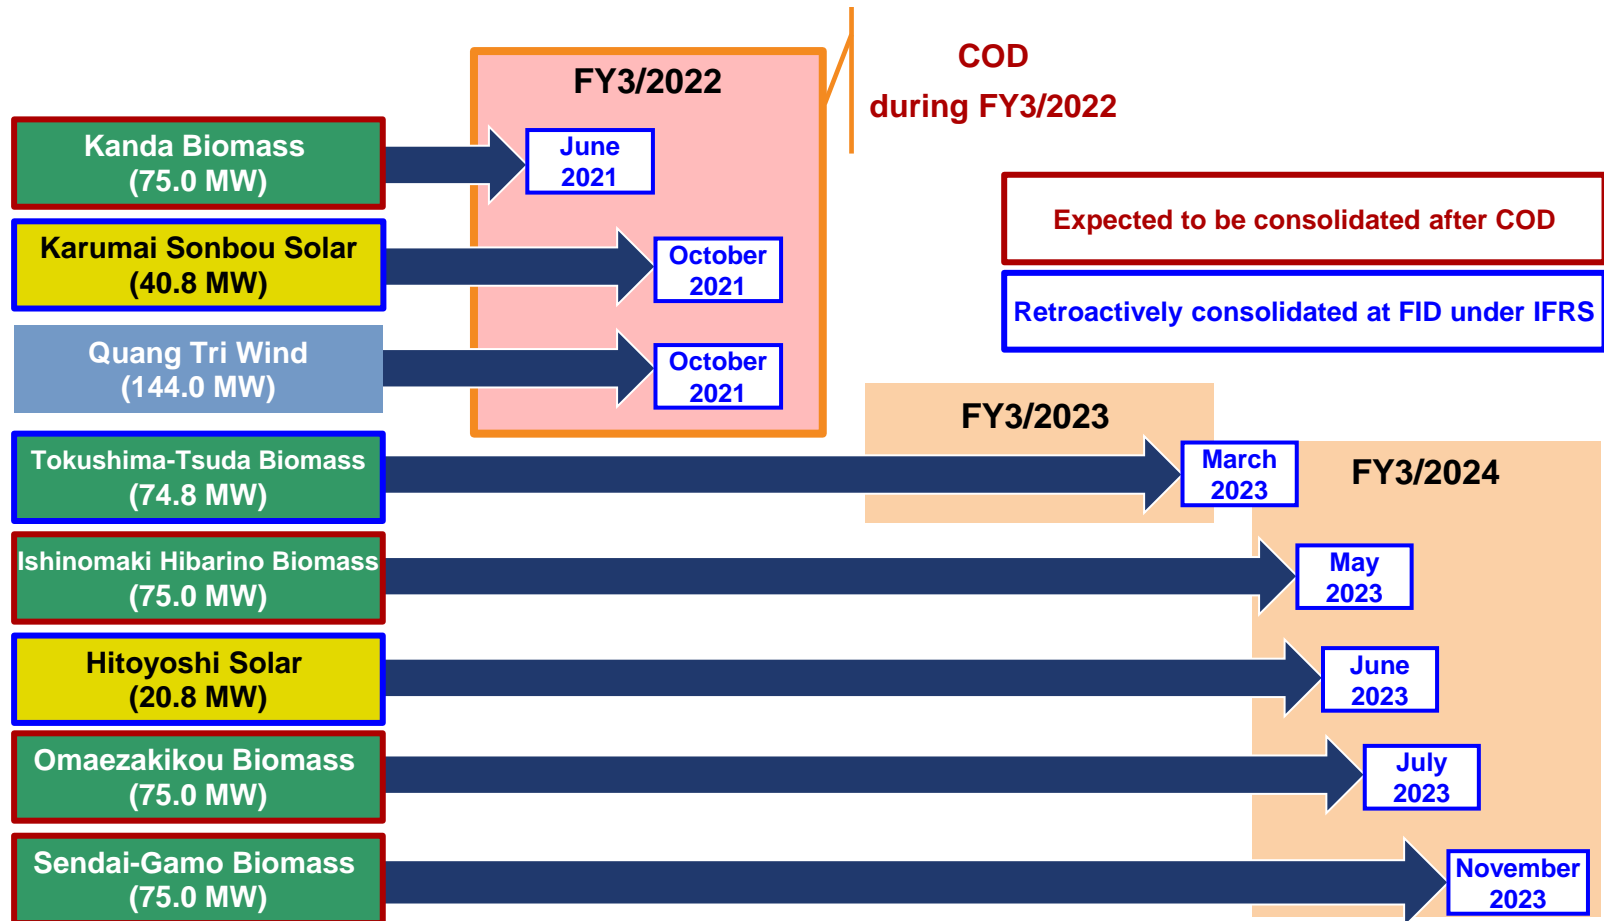 FY3/2022
COD
during FY3/2022
Kanda Biomass
(75.0 MW)
June
2021
Expected to be consolidated after COD
Karumai Sonbou Solar
(40.8 MW)
October
2021
Retroactively consolidated at FID under IFRS
Quang Tri Wind
(144.0 MW)
October
2021
FY3/2023
Tokushima-Tsuda Biomass
(74.8 MW)
March
2023
FY3/2024
Ishinomaki Hibarino Biomass
(75.0 MW)
May
2023
Hitoyoshi Solar
(20.8 MW)
June
2023
Omaezakikou Biomass
(75.0 MW)
July
2023
Sendai-Gamo Biomass
(75.0 MW)
November
2023